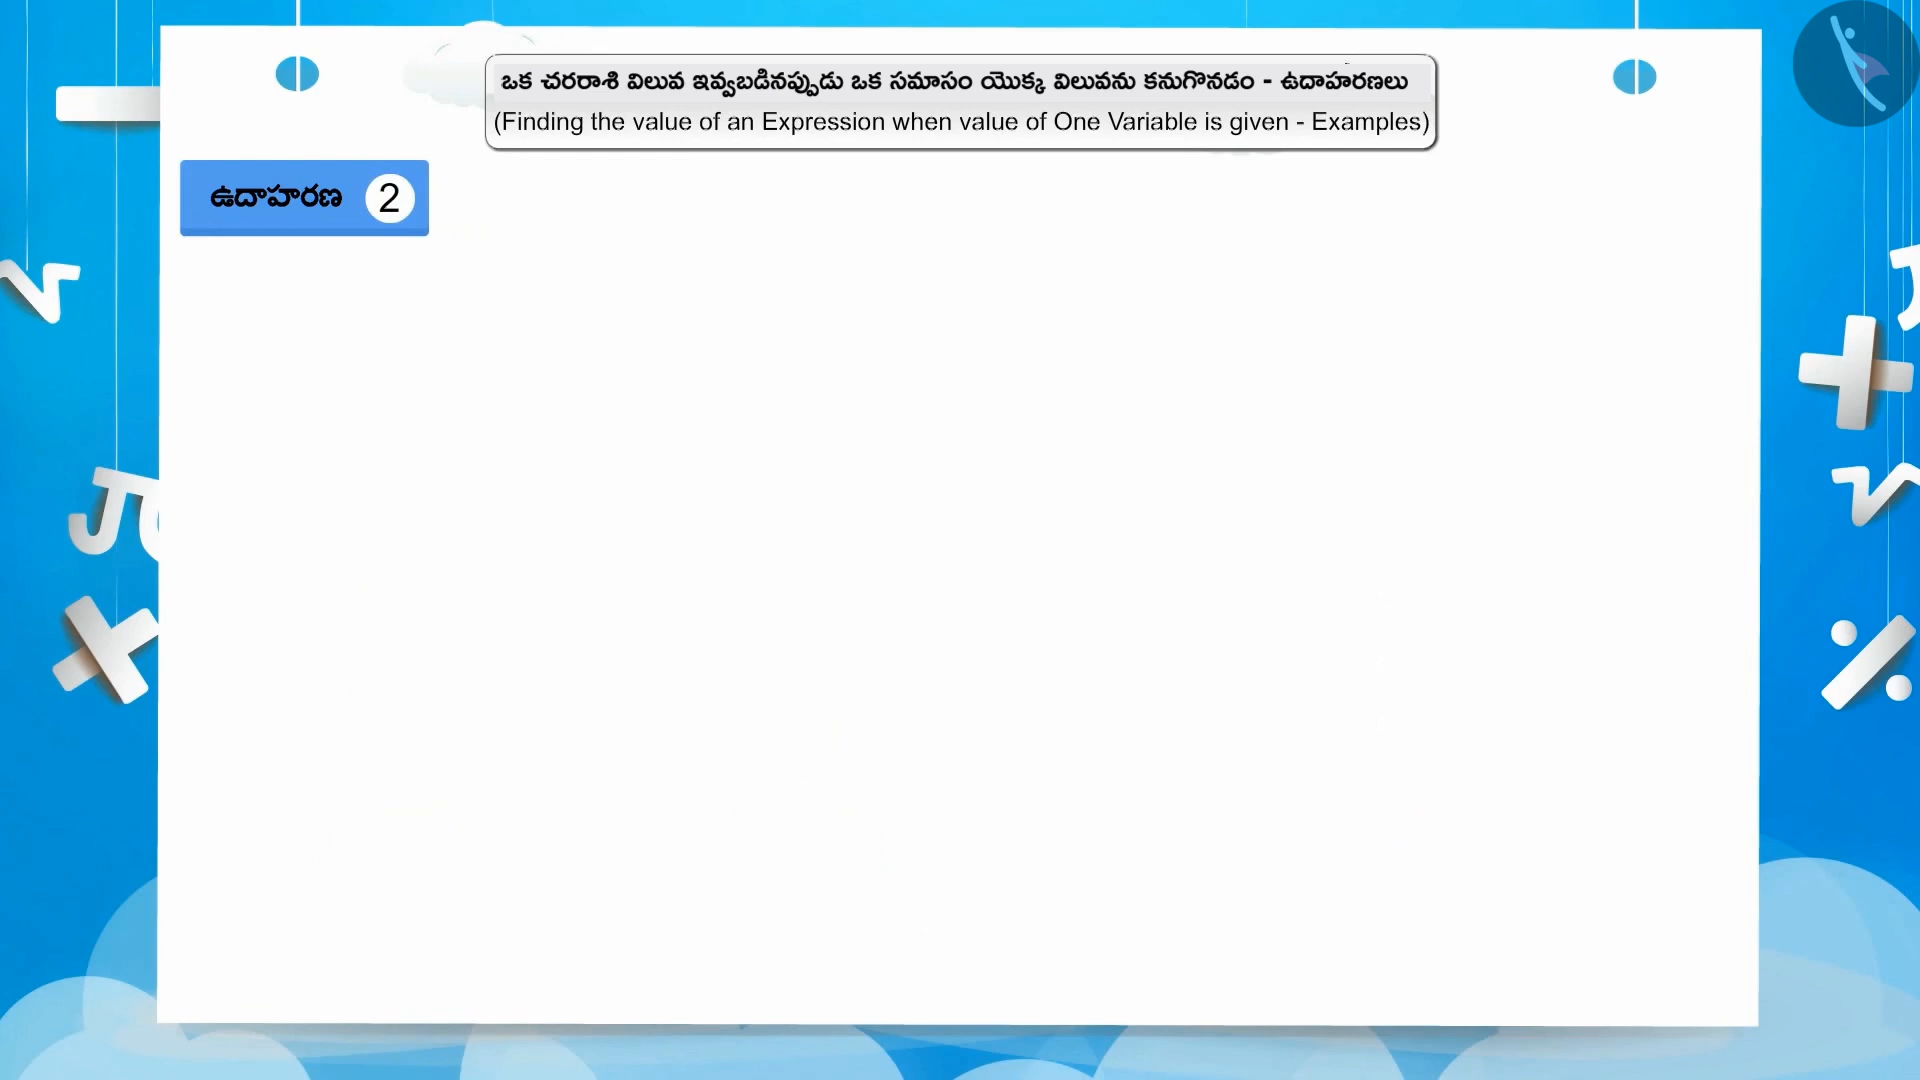 ఒక చరరాశి విలువ ఇవ్వబడినప్పుడు ఒక సమాసం యొక్క విలువను కనుగొనడం - ఉదాహరణలు
(Finding the value of an Expression when value of One Variable is given - Examples)
ఉదాహరణ 2